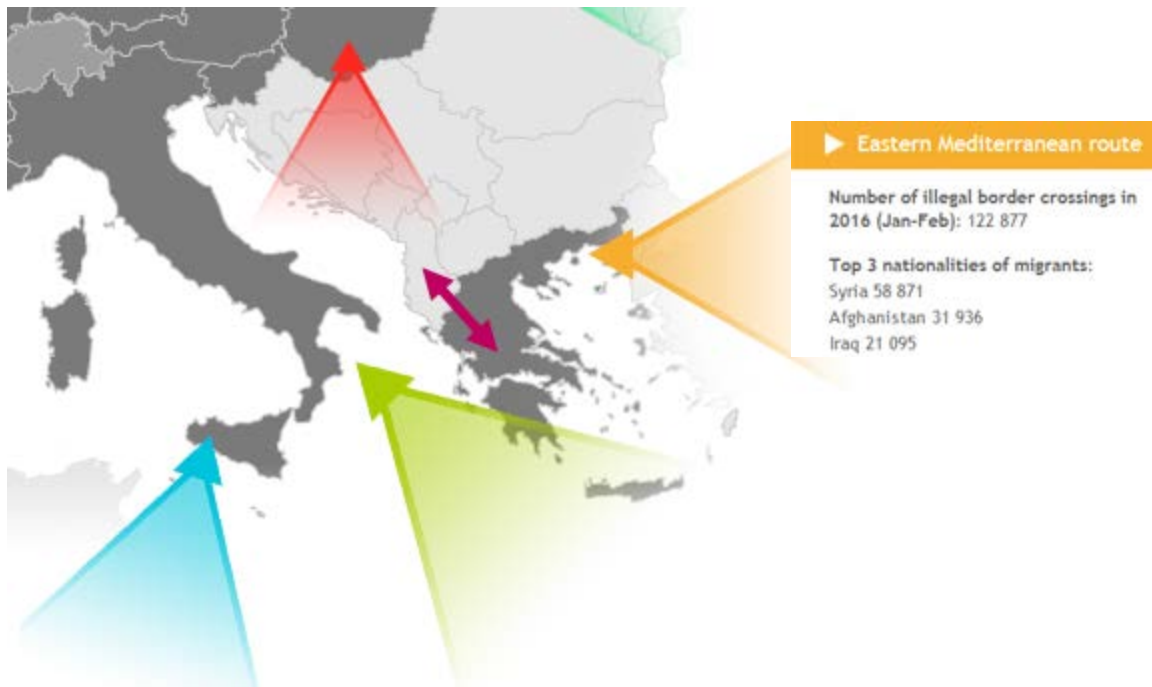 Eastern Mediterranean route
Number of illegal border crossings in
2016 (Jan-Feb): 122 877
Top 3 nationalities of migrants:
Syria 58 871
Afghanistan 31 936
Iraq 21 095